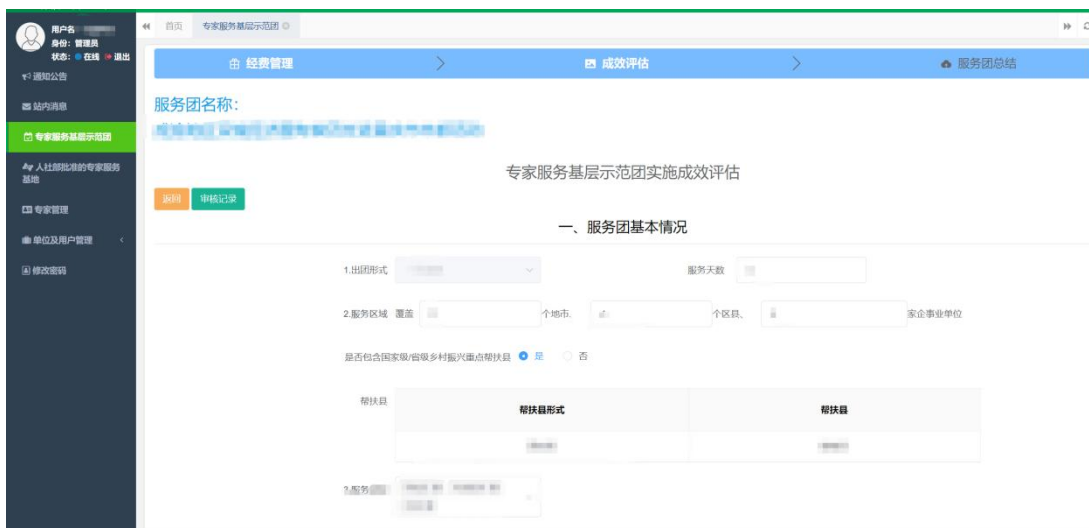 用户名
身份：管理员
状态：在线 退出
通知公告
站内消息
专家服务基层示范团
人社部批准的专家服务
基地
专家管理
单位及用户管理
修改密码
首页 专家服务基层示范团
经费管理 成效评估 服务团总结
服务团名称：
专家服务基层示范团实施成效评估
返回 审核记录
一、服务团基本情况
1.出团形式 服务天数
2.服务区域 覆盖 个地市、 个区县、 家企事业单位
是否包含国家级/省级乡村振兴重点帮扶县 是 否
帮扶县 帮扶县形式 帮扶县
3.服务